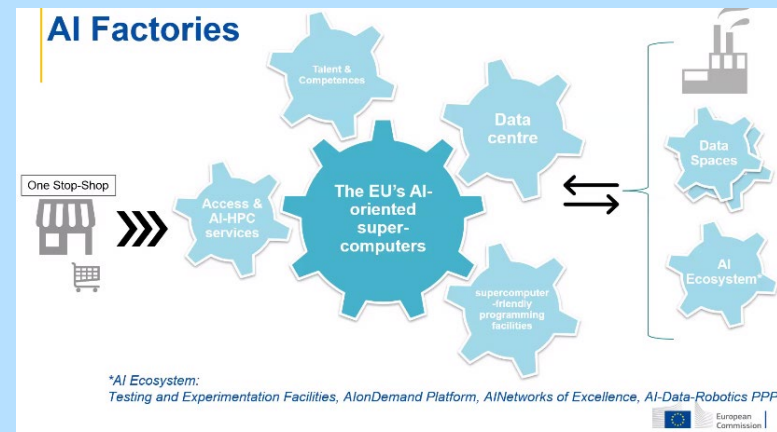 AI Factories
Talent &
Competences
Data
centre
One Stop-Shop
Access &
AI-HPC
services
The EU's AI-
oriented
super-
computers
supercomputer
-friendly
programming
facilities
Data
Spaces
AI
Ecosystem*
*AI Ecosystem:
Testing and Experimentation Facilities, AIonDemand Platform, AINetworks of Excellence, AI-Data-Robotics PPP
European
Commission